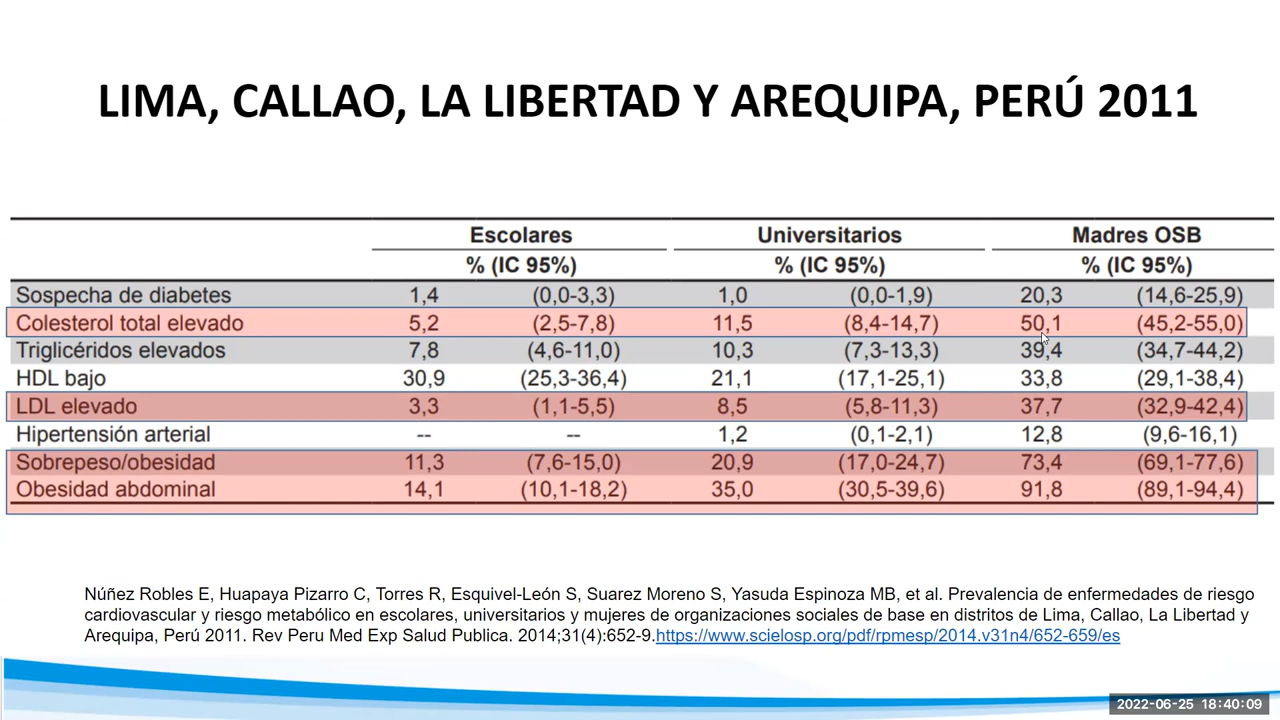 LIMA, CALLAO, LA LIBERTAD Y AREQUIPA, PERÚ 2011
Escolares Universitarios Madres OSB
% (IC 95%) % (IC 95%) % (IC 95%)
Sospecha de diabetes 1,4 (0,0-3,3) 1,0 (0,0-1,9) 20,3 (14,6-25,9)
Colesterol total elevado 5,2 (2,5-7,8) 11,5 (8,4-14,7) 50,1 (45,2-55,0)
Triglicéridos elevados 7,8 (4,6-11,0) 10,3 (7,3-13,3) 39,4 (34,7-44,2)
HDL bajo 30,9 (25,3-36,4) 21,1 (17,1-25,1) 33,8 (29,1-38,4)
LDL elevado 3,3 (1,1-5,5) 8,5 (5,8-11,3) 37,7 (32,9-42,4)
Hipertensión arterial -- -- 1,2 (0,1-2,1) 12,8 (9,6-16,1)
Sobrepeso/obesidad 11,3 (7,6-15,0) 20,9 (17,0-24,7) 73,4 (69,1-77,6)
Obesidad abdominal 14,1 (10,1-18,2) 35,0 (30,5-39,6) 91,8 (89,1-94,4)
Núñez Robles E, Huapaya Pizarro C, Torres R, Esquivel-León S, Suarez Moreno S, Yasuda Espinoza MB, et al. Prevalencia de enfermedades de riesgo
cardiovascular y riesgo metabólico en escolares, universitarios y mujeres de organizaciones sociales de base en distritos de Lima, Callao, La Libertad y
Arequipa, Perú 2011. Rev Peru Med Exp Salud Publica. 2014;31(4):652-9.https://www.scielosp.org/pdf/rpmesp/2014.v31n4/652-659/es
2022-06-25 18:40:09